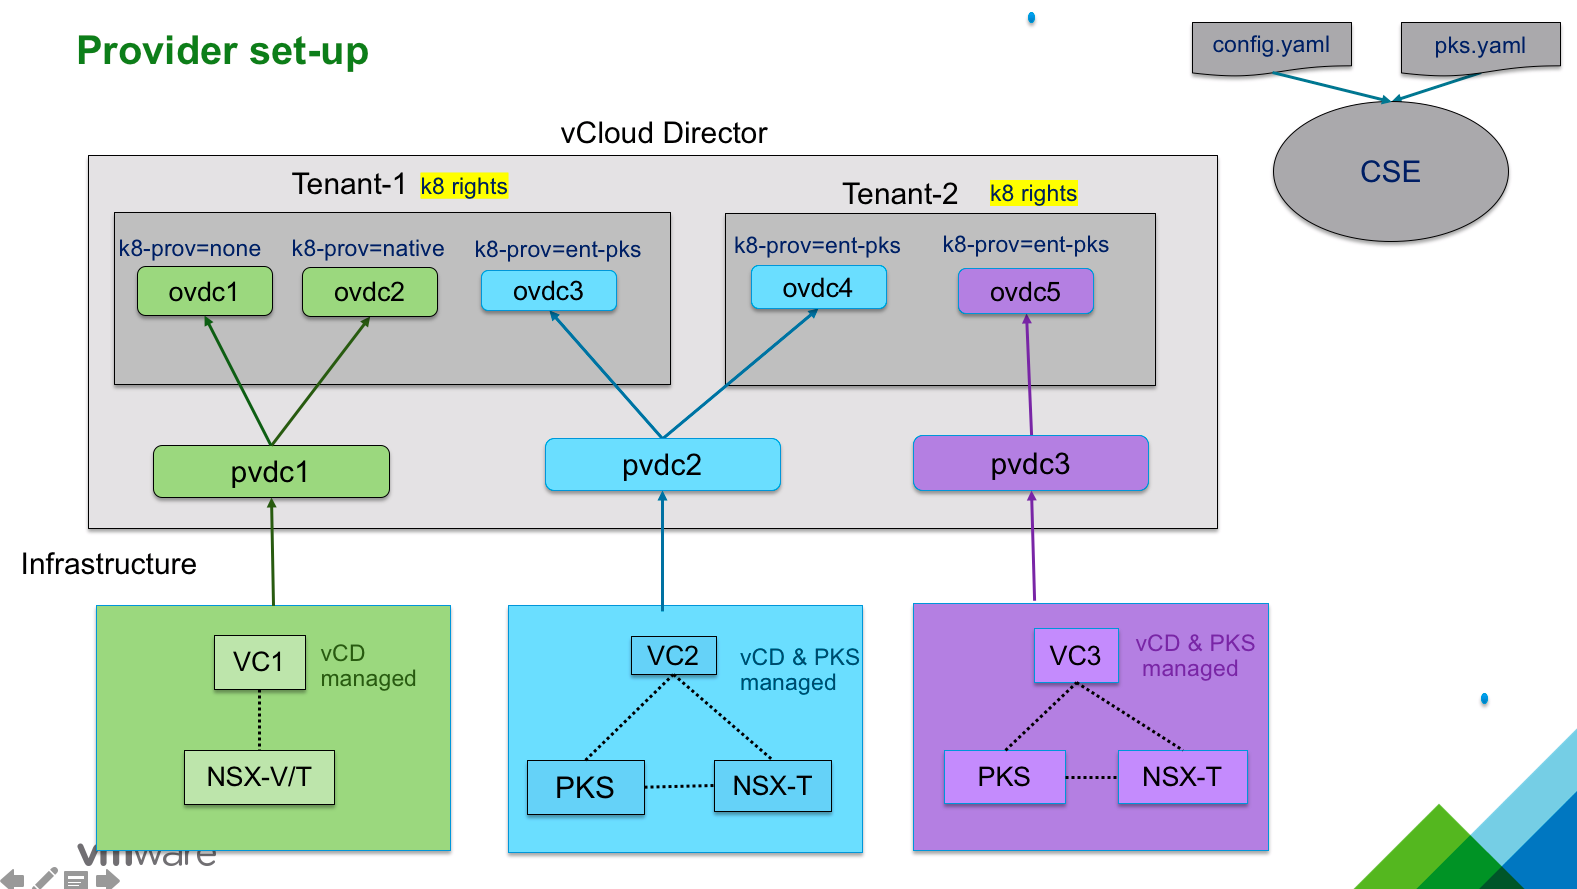 Provider set-up
config.yaml
pks.yaml
CSE
vCloud Director
Tenant-1
k8 rights
Tenant-2
k8 rights
k8-prov=none
k8-prov=native
k8-prov=ent-pks
k8-prov=ent-pks
k8-prov=ent-pks
ovdc1
ovdc2
ovdc3
ovdc4
ovdc5
pvdc1
pvdc2
pvdc3
Infrastructure
VC1
vCD
managed
NSX-V/T
VC2
vCD & PKS
managed
PKS
NSX-T
VC3
vCD & PKS
managed
PKS
NSX-T
vmware